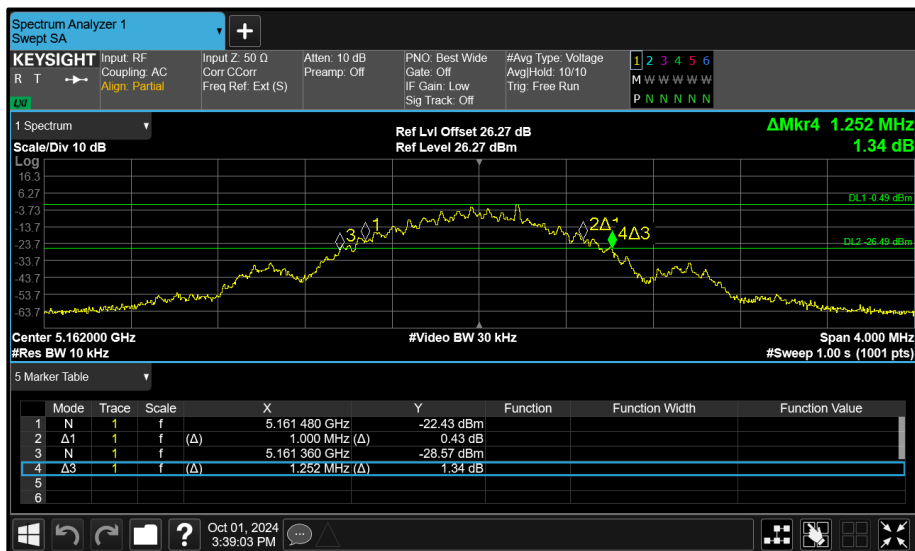 Spectrum Analyzer 1
Swept SA
+
KEYSIGHT
R T
LXI
Input: RF
Coupling: AC
Align: Partial
Input Z: 50 Ω
Corr CCorr
Freq Ref: Ext (S)
Atten: 10 dB
Preamp: Off
PNO: Best Wide
Gate: Off
IF Gain: Low
Sig Track: Off
#Avg Type: Voltage
Avg|Hold: 10/10
Trig: Free Run
1 2 3 4 5 6
M W W W W W
P N N N N N
1 Spectrum
Scale/Div 10 dB
Ref Lvl Offset 26.27 dB
Ref Level 26.27 dBm
ΔMkr4 1.252 MHz
1.34 dB
Log
16.3
6.27
-3.73
-13.7
-23.7
-33.7
-43.7
-53.7
-63.7
DL1 -0.49 dBm
DL2 -26.49 dBm
3
1
2Δ1
4Δ3
Center 5.162000 GHz
#Video BW 30 kHz
Span 4.000 MHz
#Res BW 10 kHz
#Sweep 1.00 s (1001 pts)
5 Marker Table
Mode Trace Scale X Y Function Function Width Function Value
1 N 1 f 5.161 480 GHz -22.43 dBm
2 Δ1 1 f (Δ) 1.000 MHz (Δ) 0.43 dB
3 N 1 f 5.161 360 GHz -28.57 dBm
4 Δ3 1 f (Δ) 1.252 MHz (Δ) 1.34 dB
5
6
?
Oct 01, 2024
3:39:03 PM